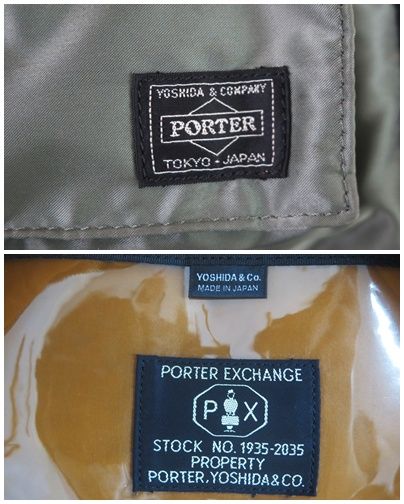 YOSHIDA & COMPANY
PORTER
TOKYO - JAPAN
YOSHIDA & Co.
MADE IN JAPAN
PORTER EXCHANGE
P X
STOCK NO. 1935-2035
PROPERTY
PORTER, YOSHIDA & CO.